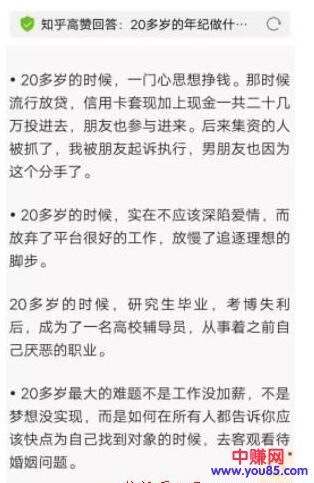 知乎高赞回答：20多岁的年纪做什…
• 20多岁的时候，一门心思想挣钱。那时候
流行放贷，信用卡套现加上现金一共二十几
万投进去，朋友也参与进来。后来集资的人
被抓了，我被朋友起诉执行，男朋友也因为
这个分手了。
• 20多岁的时候，实在不应该深陷爱情，而
放弃了平台很好的工作，放慢了追逐理想的
脚步。
20多岁的时候，研究生毕业，考博失利
后，成为了一名高校辅导员，从事着之前自
己厌恶的职业。
• 20多岁最大的难题不是工作没加薪，不是
梦想没实现，而是如何在所有人都告诉你应
该快点为自己找到对象的时候，去客观看待
婚姻问题。
中赚网
www.you85.com